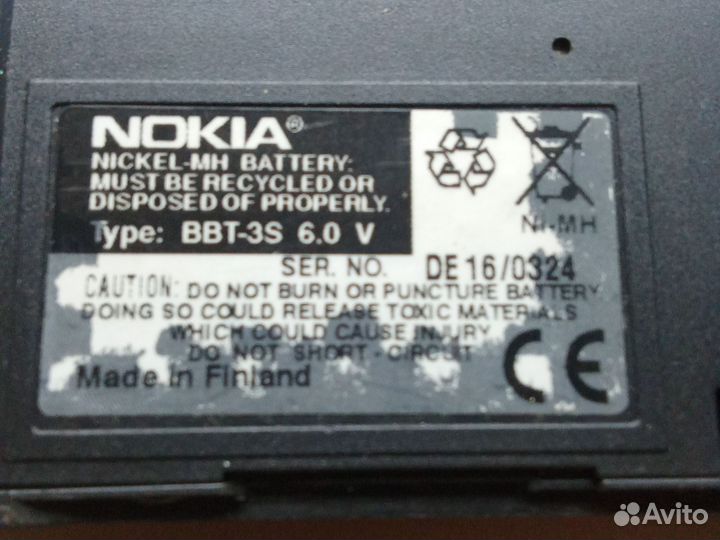 NOKIA®
NICKEL-MH BATTERY:
MUST BE RECYCLED OR
DISPOSED OF PROPERLY.
Type: BBT-3S 6.0 V
Ni-MH
SER. NO. DE 16/0324
CAUTION: DO NOT BURN OR PUNCTURE BATTERY
DOING SO COULD RELEASE TOXIC MATERIALS
WHICH COULD CAUSE INJURY
DO NOT SHORT - CIRCUIT
Made in Finland
CE
Avito